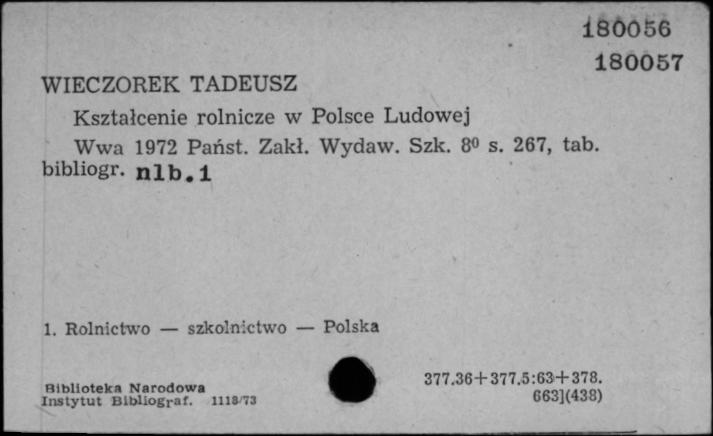 180056
180057
WIECZOREK TADEUSZ
Kształcenie rolnicze w Polsce Ludowej
Wwa 1972 Państ. Zakł. Wydaw. Szk. 8⁰ s. 267, tab.
bibliogr. nlb. 1
1. Rolnictwo — szkolnictwo — Polska
Biblioteka Narodowa
Instytut Bibliograf. 1118/73
377.36+377.5:63+378.
663](438)